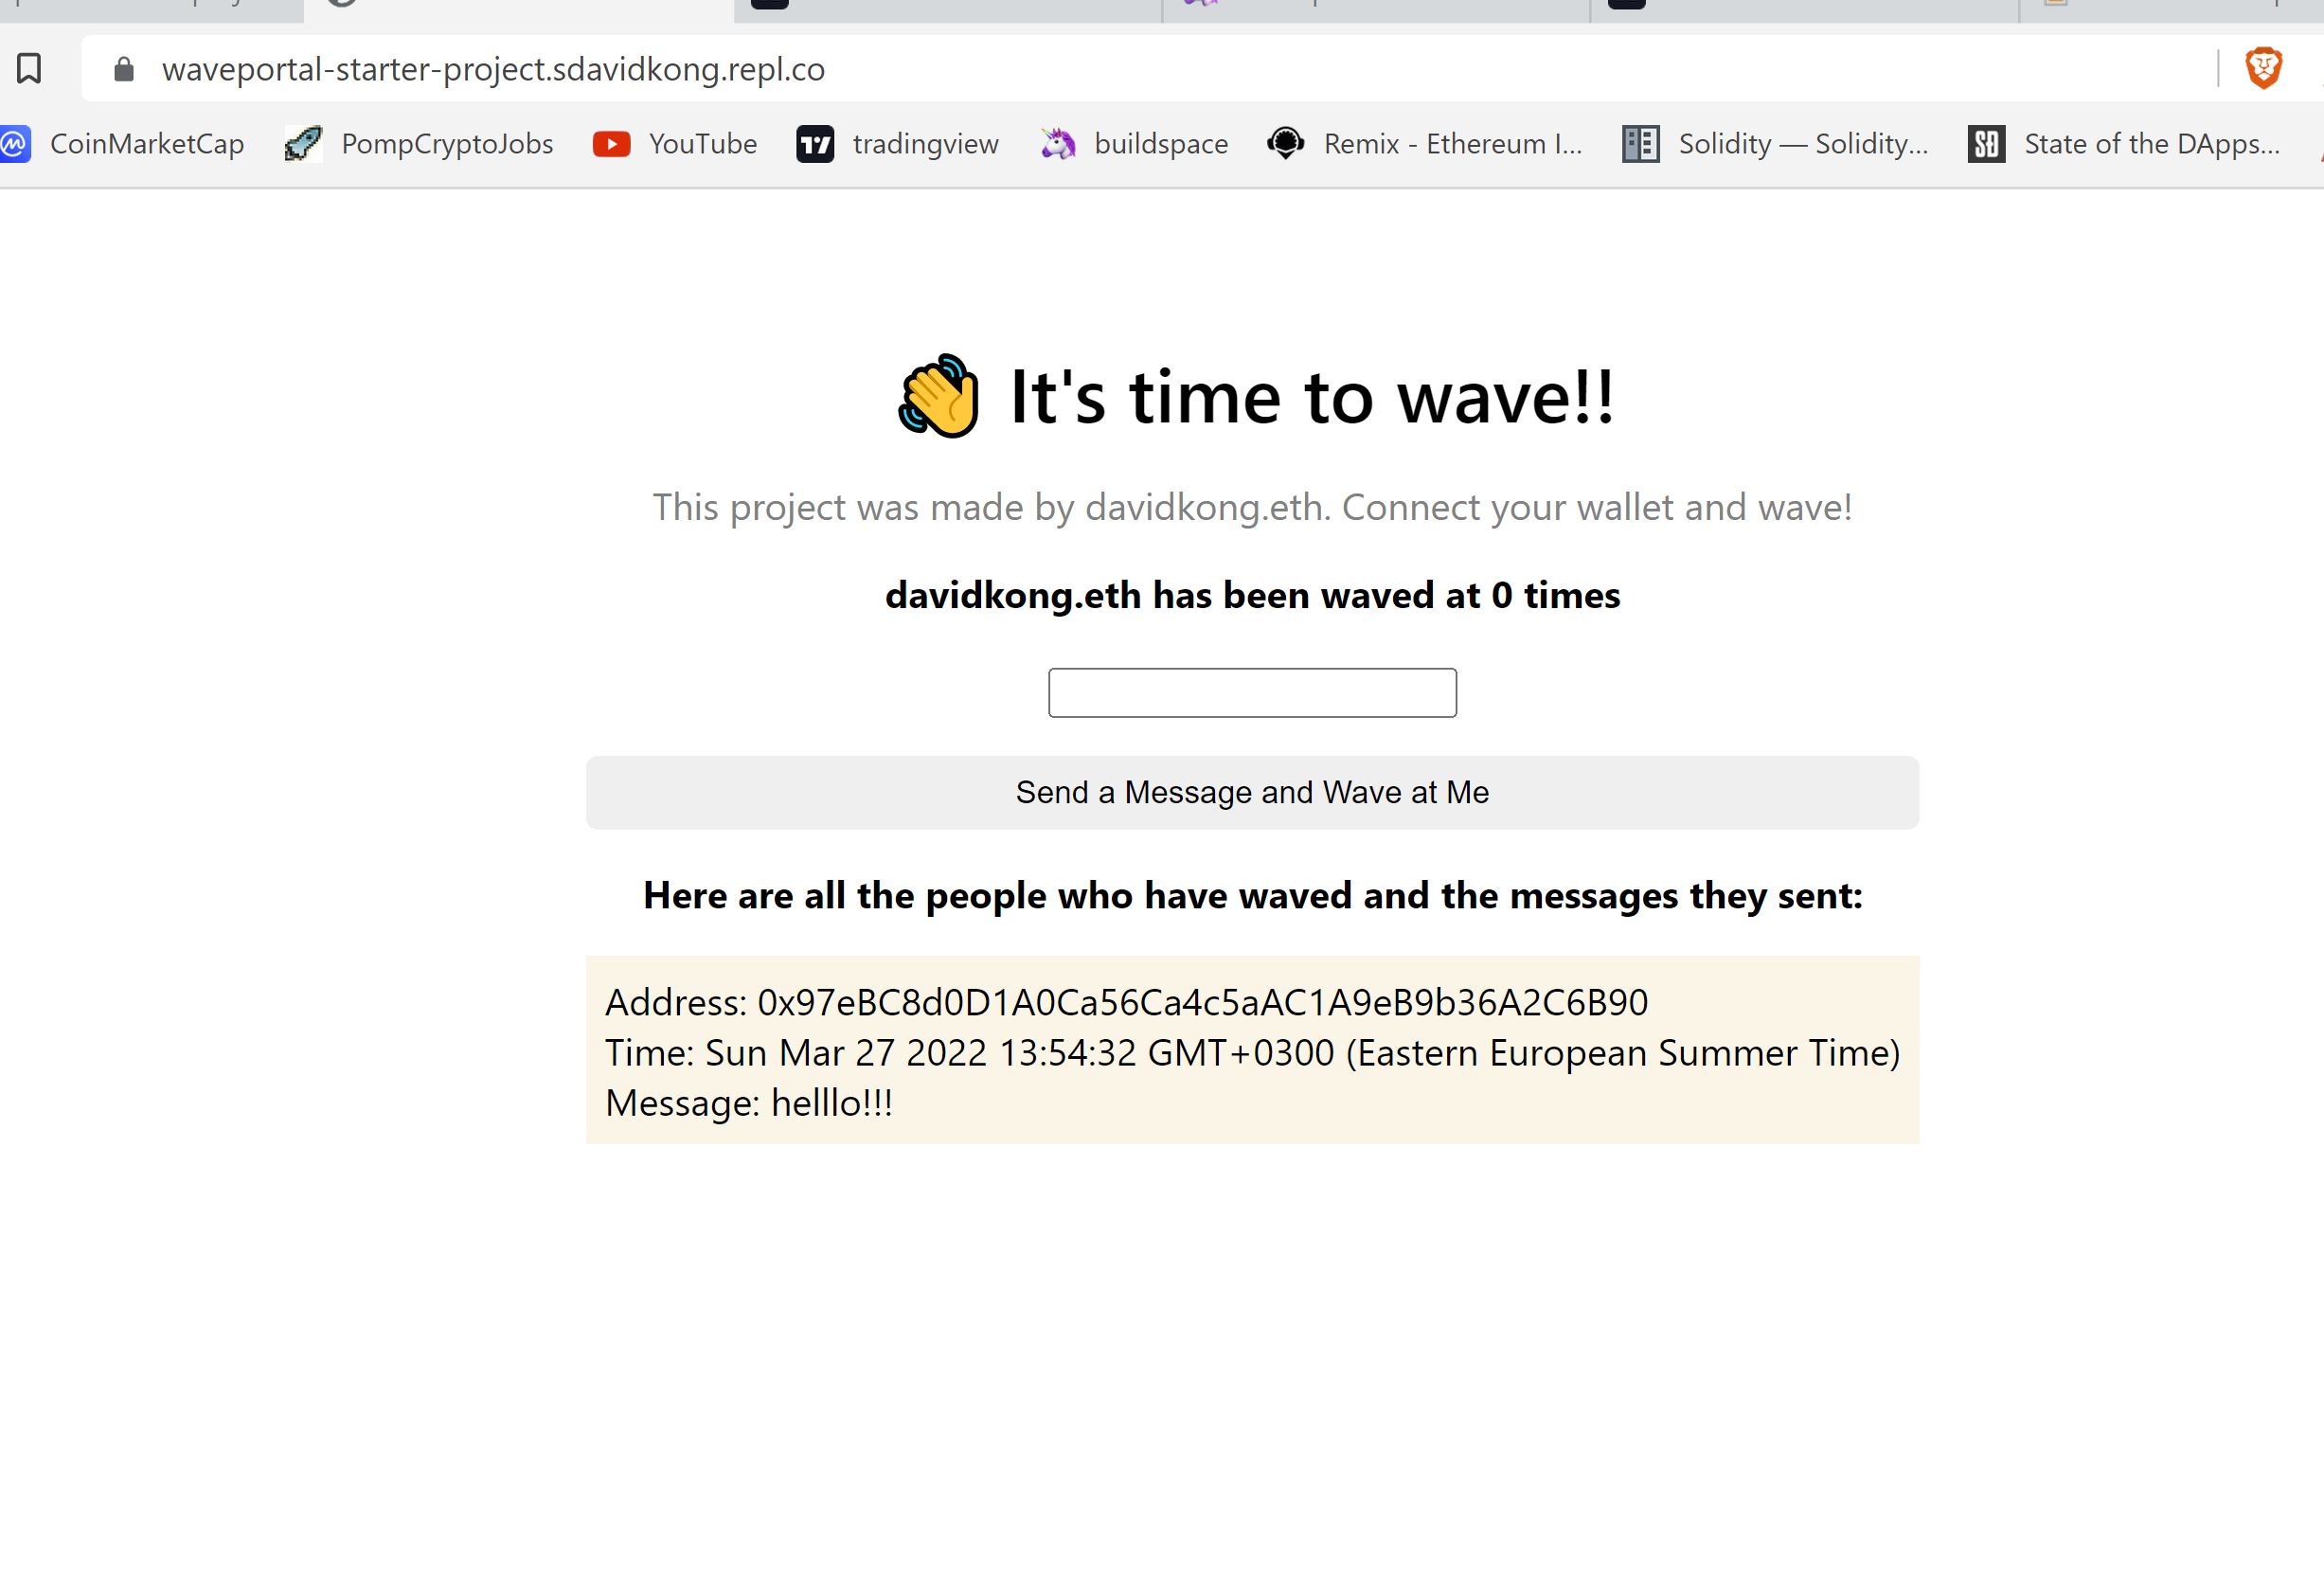 waveportal-starter-project.sdavidkong.repl.co
CoinMarketCap PompCryptoJobs YouTube tradingview buildspace Remix - Ethereum I... Solidity — Solidity... State of the DApps...
👋 It's time to wave!!
This project was made by davidkong.eth. Connect your wallet and wave!
davidkong.eth has been waved at 0 times
Send a Message and Wave at Me
Here are all the people who have waved and the messages they sent:
Address: 0x97eBC8d0D1A0Ca56Ca4c5aAC1A9eB9b36A2C6B90
Time: Sun Mar 27 2022 13:54:32 GMT+0300 (Eastern European Summer Time)
Message: helllo!!!